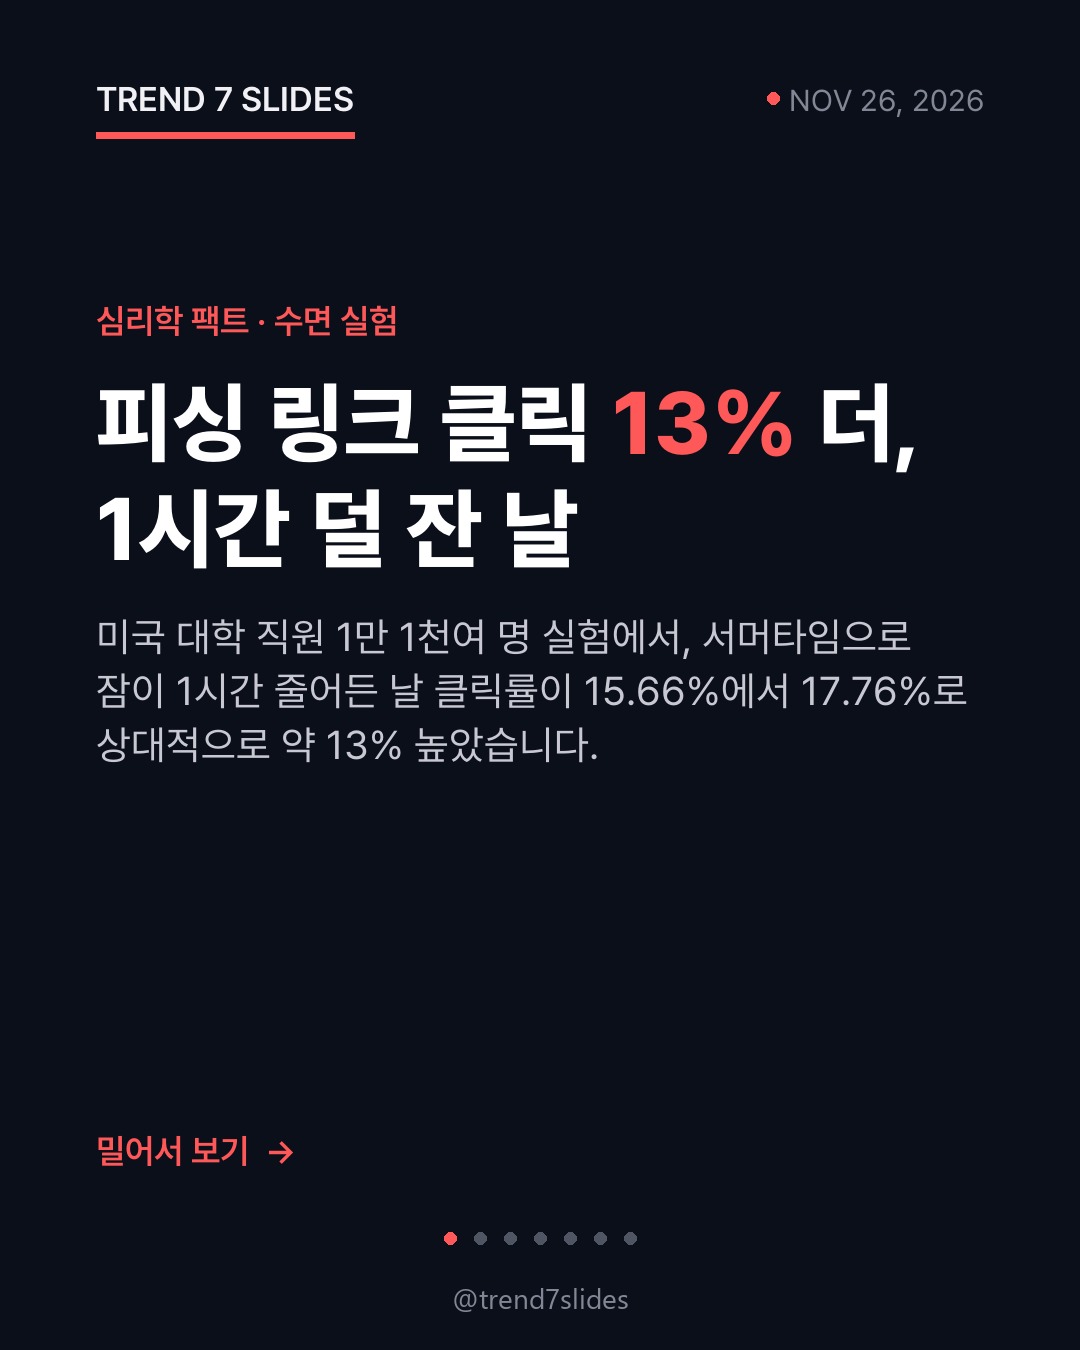 TREND 7 SLIDES
NOV 26, 2026
심리학 팩트 · 수면 실험
피싱 링크 클릭 13% 더,
1시간 덜 잔 날
미국 대학 직원 1만 1천여 명 실험에서, 서머타임으로
잠이 1시간 줄어든 날 클릭률이 15.66%에서 17.76%로
상대적으로 약 13% 높았습니다.
밀어서 보기 →
@trend7slides